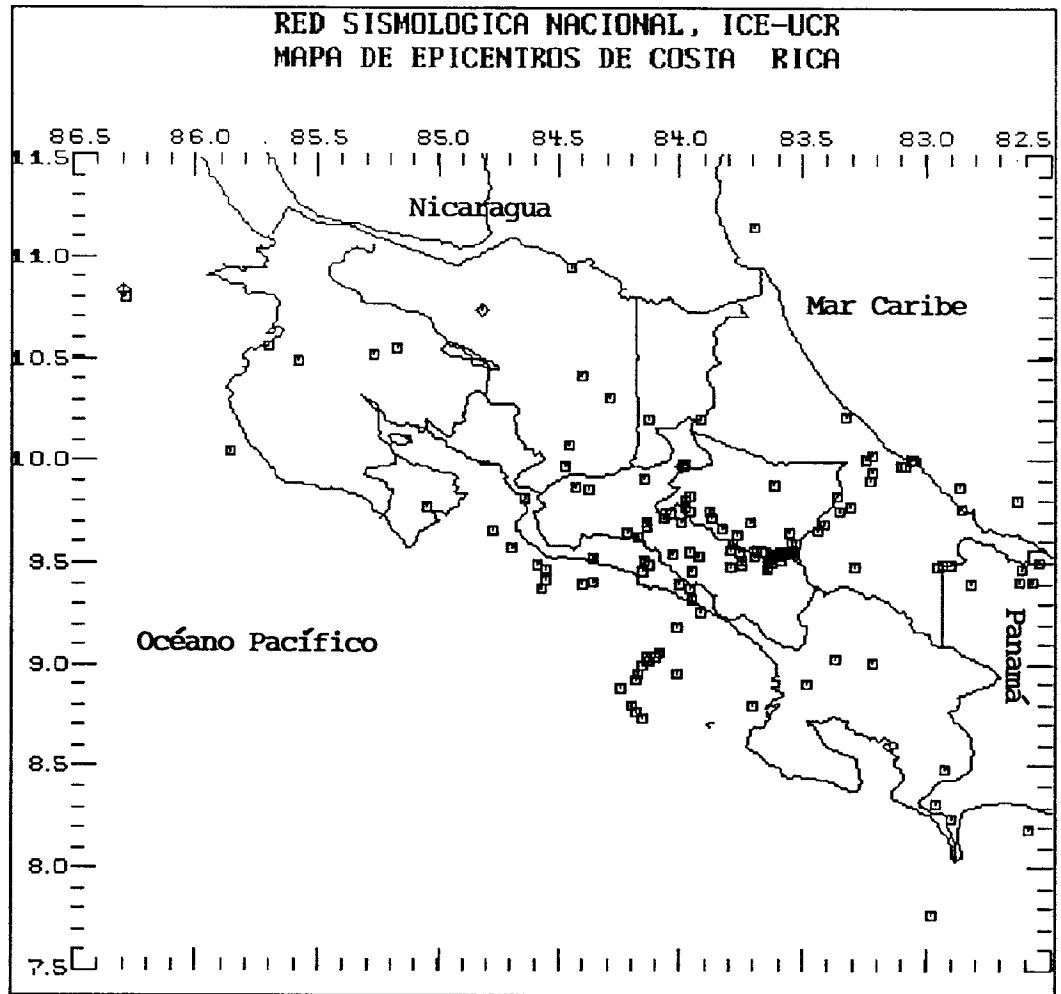 RED SISMOLOGICA NACIONAL, ICE-UCR
MAPA DE EPICENTROS DE COSTA RICA
86.5 86.0 85.5 85.0 84.5 84.0 83.5 83.0 82.5
11.5
Nicaragua
11.0
Mar Caribe
10.5
10.0
9.5
Océano Pacífico
Panamá
9.0
8.5
8.0
7.5